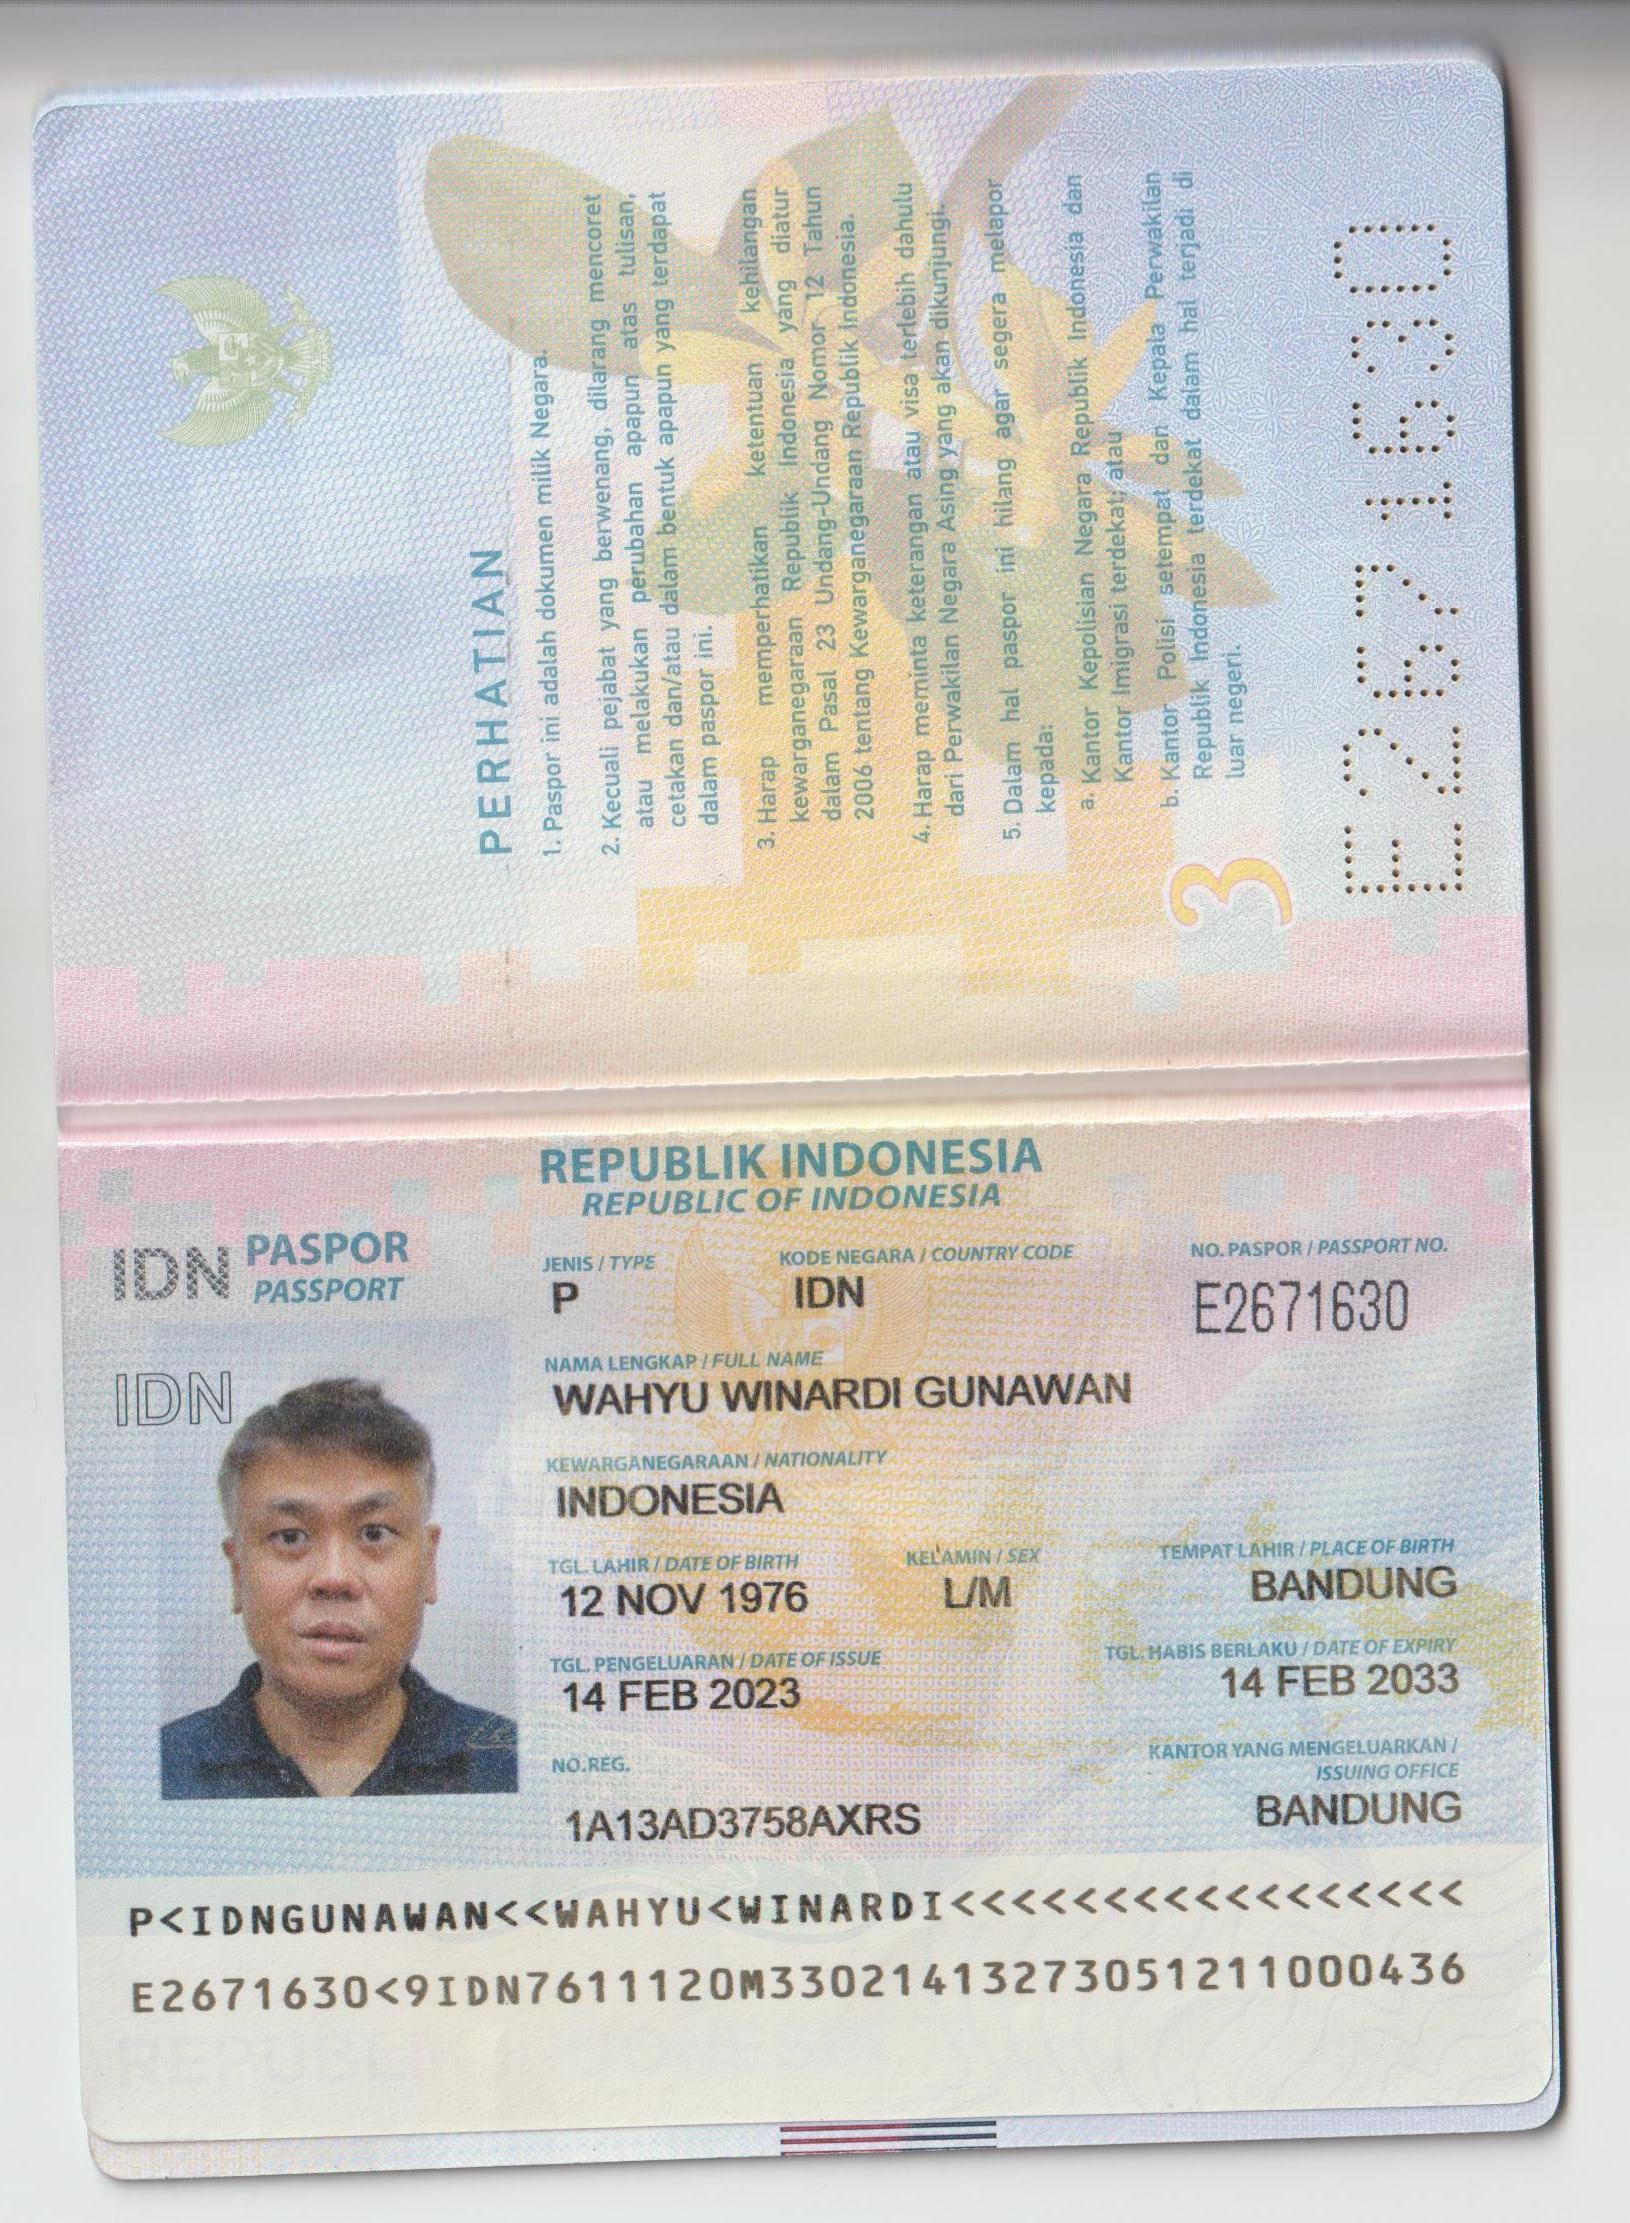 PERHATIAN
1. Paspor ini adalah dokumen milik Negara.
2. Kecuali pejabat yang berwenang, dilarang mencoret
atau melakukan perubahan apapun atas tulisan,
cetakan dan/atau dalam bentuk apapun yang terdapat
dalam paspor ini.
3. Harap memperhatikan ketentuan kehilangan
kewarganegaraan Republik Indonesia yang diatur
dalam Pasal 23 Undang-Undang Nomor 12 Tahun
2006 tentang Kewarganegaraan Republik Indonesia.
4. Harap meminta keterangan atau visa terlebih dahulu
dari Perwakilan Negara Asing yang akan dikunjungi.
5. Dalam hal paspor ini hilang agar segera melapor
kepada:
a. Kantor Kepolisian Negara Republik Indonesia dan
Kantor Imigrasi terdekat; atau
b. Kantor Polisi setempat dan Kepala Perwakilan
Republik Indonesia terdekat dalam hal terjadi di
luar negeri.
3
E2671630
REPUBLIK INDONESIA
REPUBLIC OF INDONESIA
IDN PASPOR
PASSPORT
JENIS / TYPE KODE NEGARA / COUNTRY CODE NO. PASPOR / PASSPORT NO.
P IDN E2671630
IDN
NAMA LENGKAP / FULL NAME
WAHYU WINARDI GUNAWAN
KEWARGANEGARAAN / NATIONALITY
INDONESIA
TGL. LAHIR / DATE OF BIRTH KELAMIN / SEX TEMPAT LAHIR / PLACE OF BIRTH
12 NOV 1976 L/M BANDUNG
TGL. PENGELUARAN / DATE OF ISSUE TGL. HABIS BERLAKU / DATE OF EXPIRY
14 FEB 2023 14 FEB 2033
NO.REG. KANTOR YANG MENGELUARKAN /
ISSUING OFFICE
1A13AD3758AXRS BANDUNG
P<IDNGUNAWAN<<WAHYU<WINARDI<<<<<<<<<<<<<<<<<
E2671630<9IDN7611120M3302141327305121100­0436